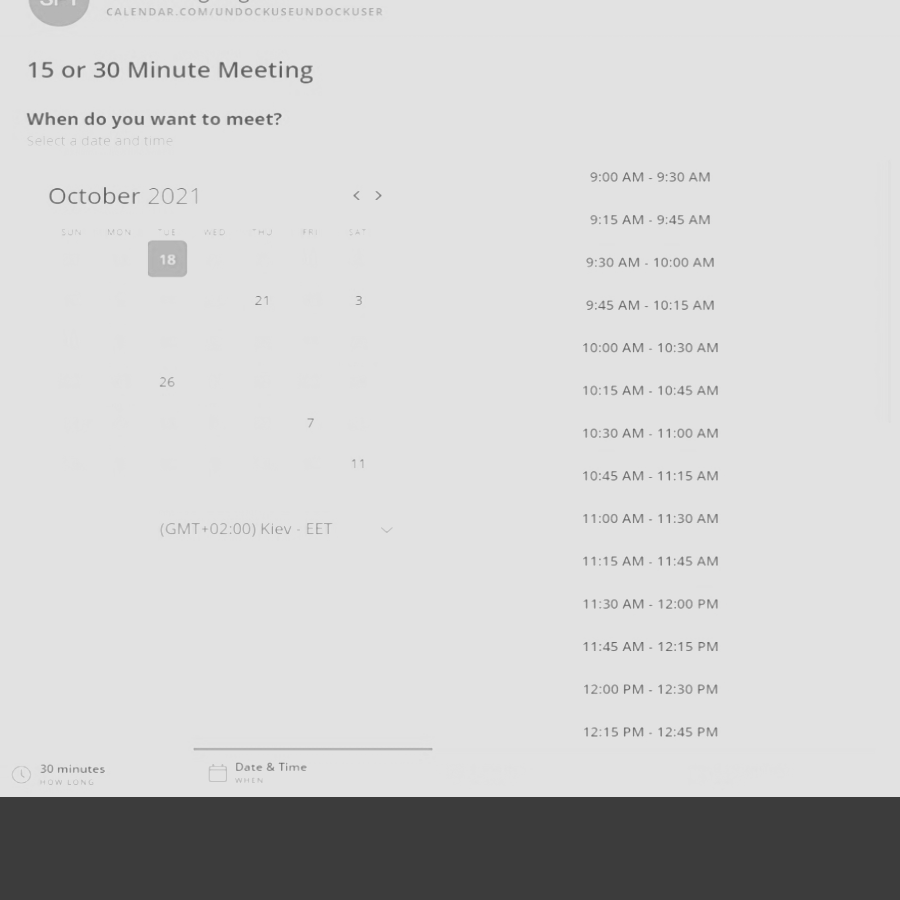 CALENDAR.COM/UNDOCKUSEUNDOCKUSER
15 or 30 Minute Meeting
When do you want to meet?
Select a date and time
October 2021
< >
SUN MON TUE WED THU FRI SAT
18
21 3
26
7
11
(GMT+02:00) Kiev - EET
9:00 AM - 9:30 AM
9:15 AM - 9:45 AM
9:30 AM - 10:00 AM
9:45 AM - 10:15 AM
10:00 AM - 10:30 AM
10:15 AM - 10:45 AM
10:30 AM - 11:00 AM
10:45 AM - 11:15 AM
11:00 AM - 11:30 AM
11:15 AM - 11:45 AM
11:30 AM - 12:00 PM
11:45 AM - 12:15 PM
12:00 PM - 12:30 PM
12:15 PM - 12:45 PM
30 minutes
HOW LONG
Date & Time
WHEN